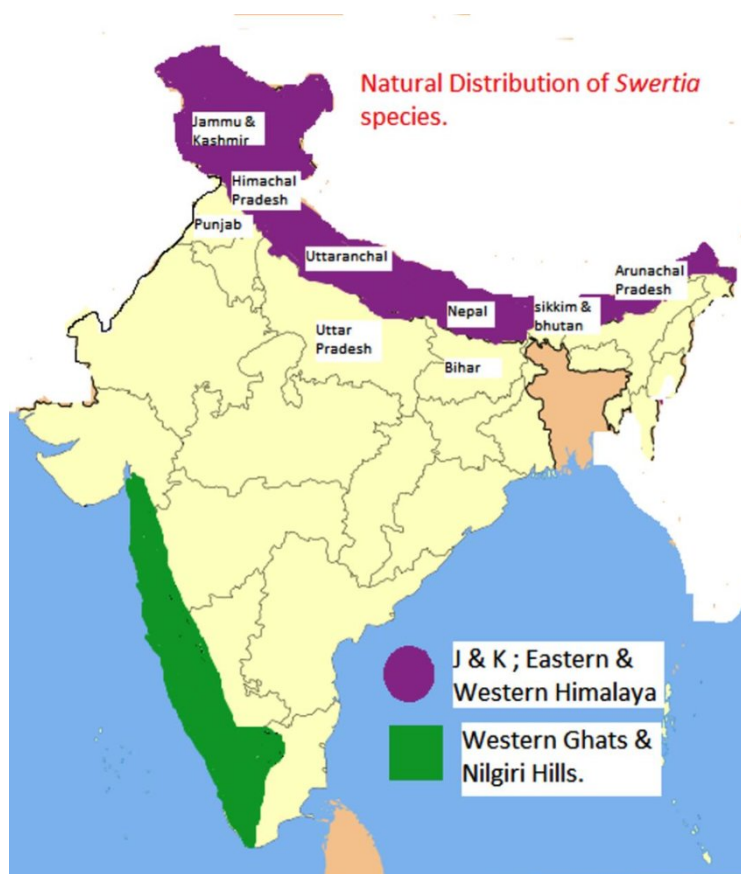 Natural Distribution of Swertia
species.
Jammu &
Kashmir
Himachal
Pradesh
Punjab
Uttaranchal
Arunachal
Pradesh
Nepal
sikkim &
bhutan
Uttar
Pradesh
Bihar
J & K ; Eastern &
Western Himalaya
Western Ghats &
Nilgiri Hills.